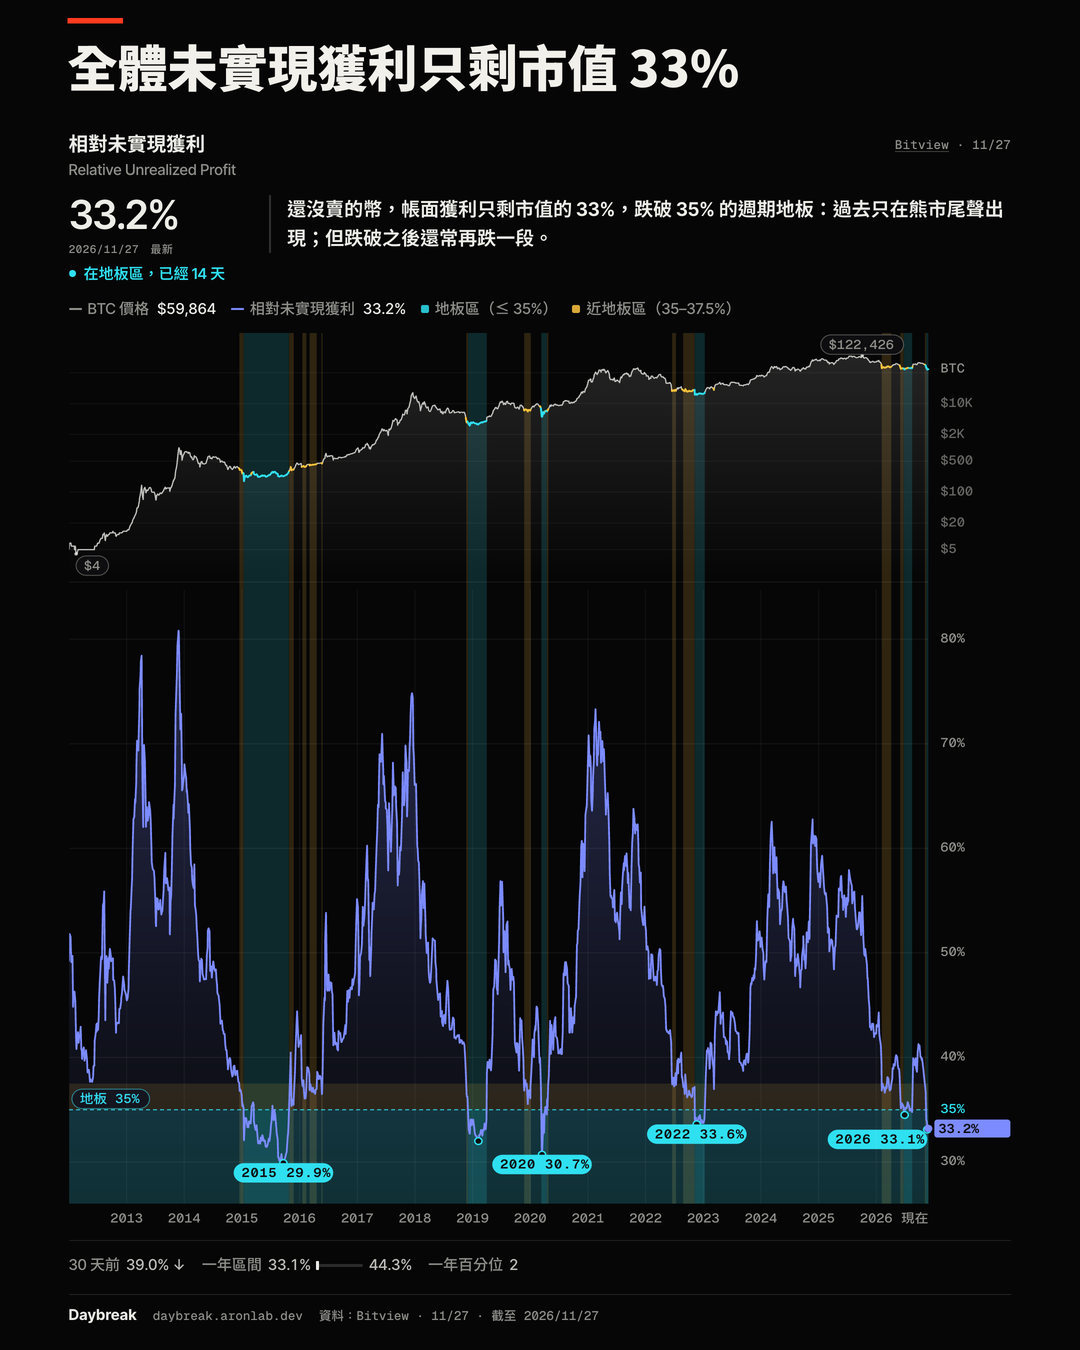 全體未實現獲利只剩市值 33%
相對未實現獲利
Bitview · 11/27
Relative Unrealized Profit
33.2%
2026/11/27 最新
在地板區，已經 14 天
還沒賣的幣，帳面獲利只剩市值的 33%，跌破 35% 的週期地板：過去只在熊市尾聲出
現；但跌破之後還常再跌一段。
BTC 價格 $59,864 相對未實現獲利 33.2% 地板區（≤ 35%） 近地板區（35–37.5%）
$122,426
BTC
$10K
$2K
$500
$100
$20
$5
$4
80%
70%
60%
50%
40%
地板 35%
35%
33.2%
2022 33.6%
2026 33.1%
2020 30.7%
2015 29.9%
30%
2013 2014 2015 2016 2017 2018 2019 2020 2021 2022 2023 2024 2025 2026 現在
30 天前 39.0% ↓ 一年區間 33.1% 44.3% 一年百分位 2
Daybreak daybreak.aronlab.dev 資料：Bitview · 11/27 · 截至 2026/11/27